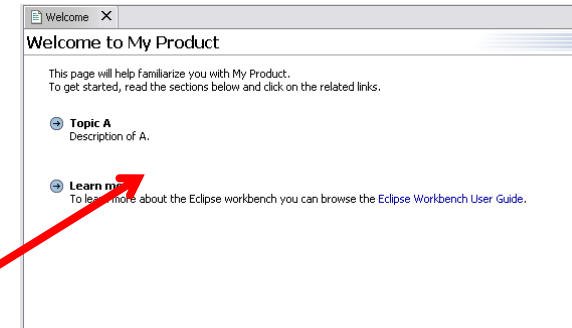 Welcome
Welcome to My Product
This page will help familiarize you with My Product.
To get started, read the sections below and click on the related links.
Topic A
Description of A.
Learn
To more about the Eclipse workbench you can browse the Eclipse Workbench User Guide.